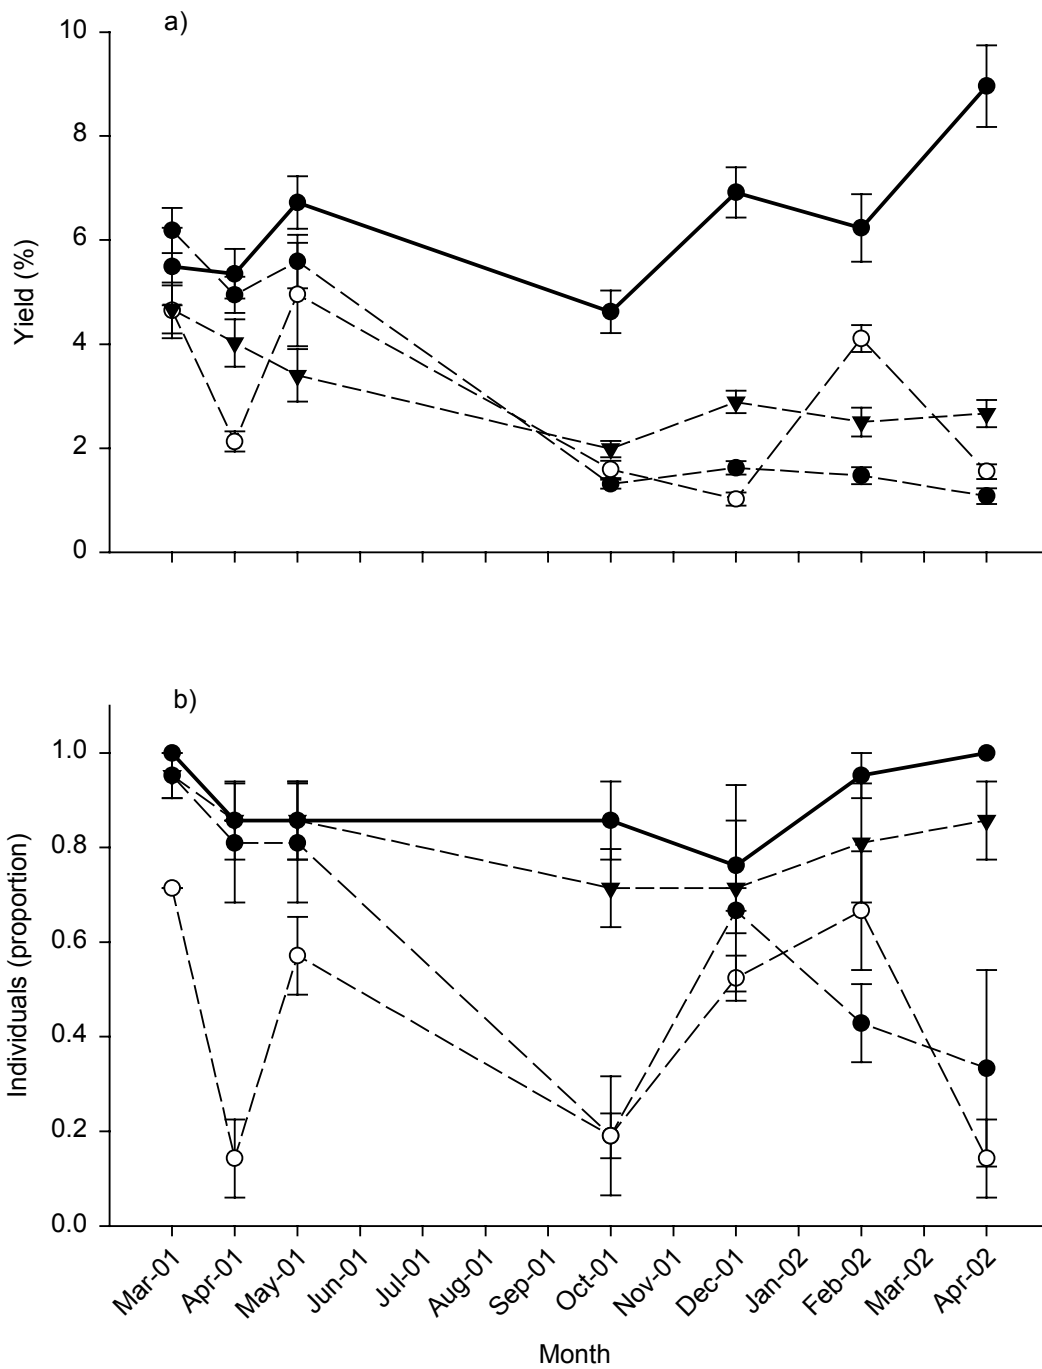 a)
10
8
6
4
2
0
Yield (%)
b)
1.0
0.8
0.6
0.4
0.2
0.0
Individuals (proportion)
Mar-01
Apr-01
May-01
Jun-01
Jul-01
Aug-01
Sep-01
Oct-01
Nov-01
Dec-01
Jan-02
Feb-02
Mar-02
Apr-02
Month